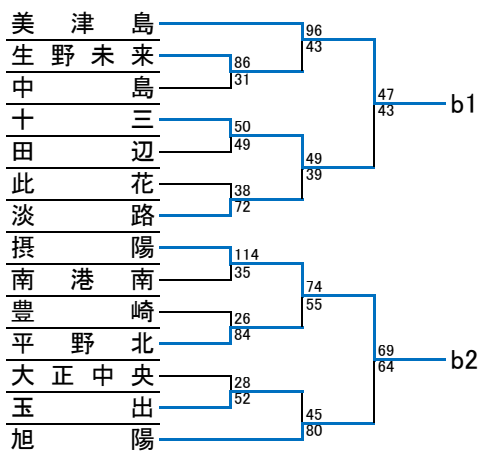 美津島
96
生野未来
43
86
中島
31
47
b1
43
十三
50
田辺
49
49
此花
39
38
淡路
72
摂陽
114
南港南
35
74
豊崎
55
26
平野北
84
69
b2
64
大正中央
28
玉出
52
45
旭陽
80